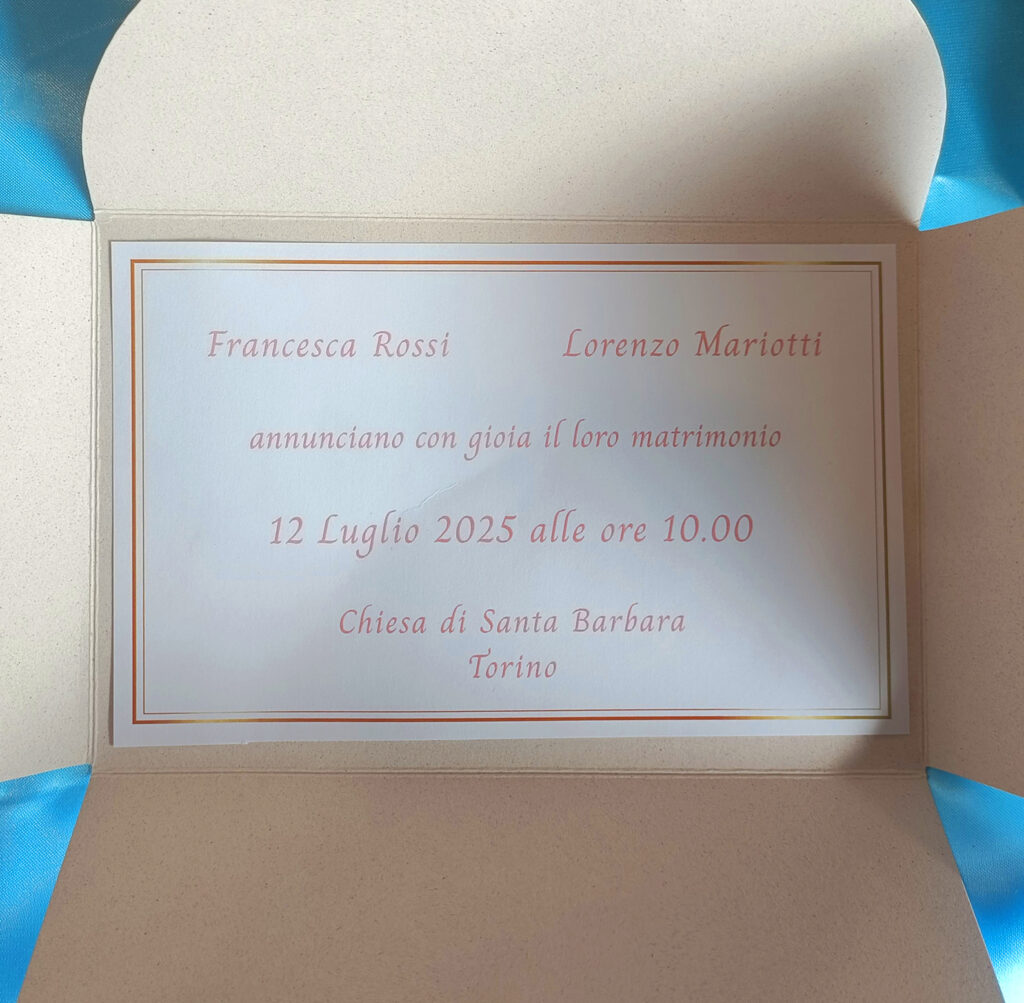 Francesca Rossi Lorenzo Mariotti
annunciano con gioia il loro matrimonio
12 Luglio 2025 alle ore 10.00
Chiesa di Santa Barbara
Torino